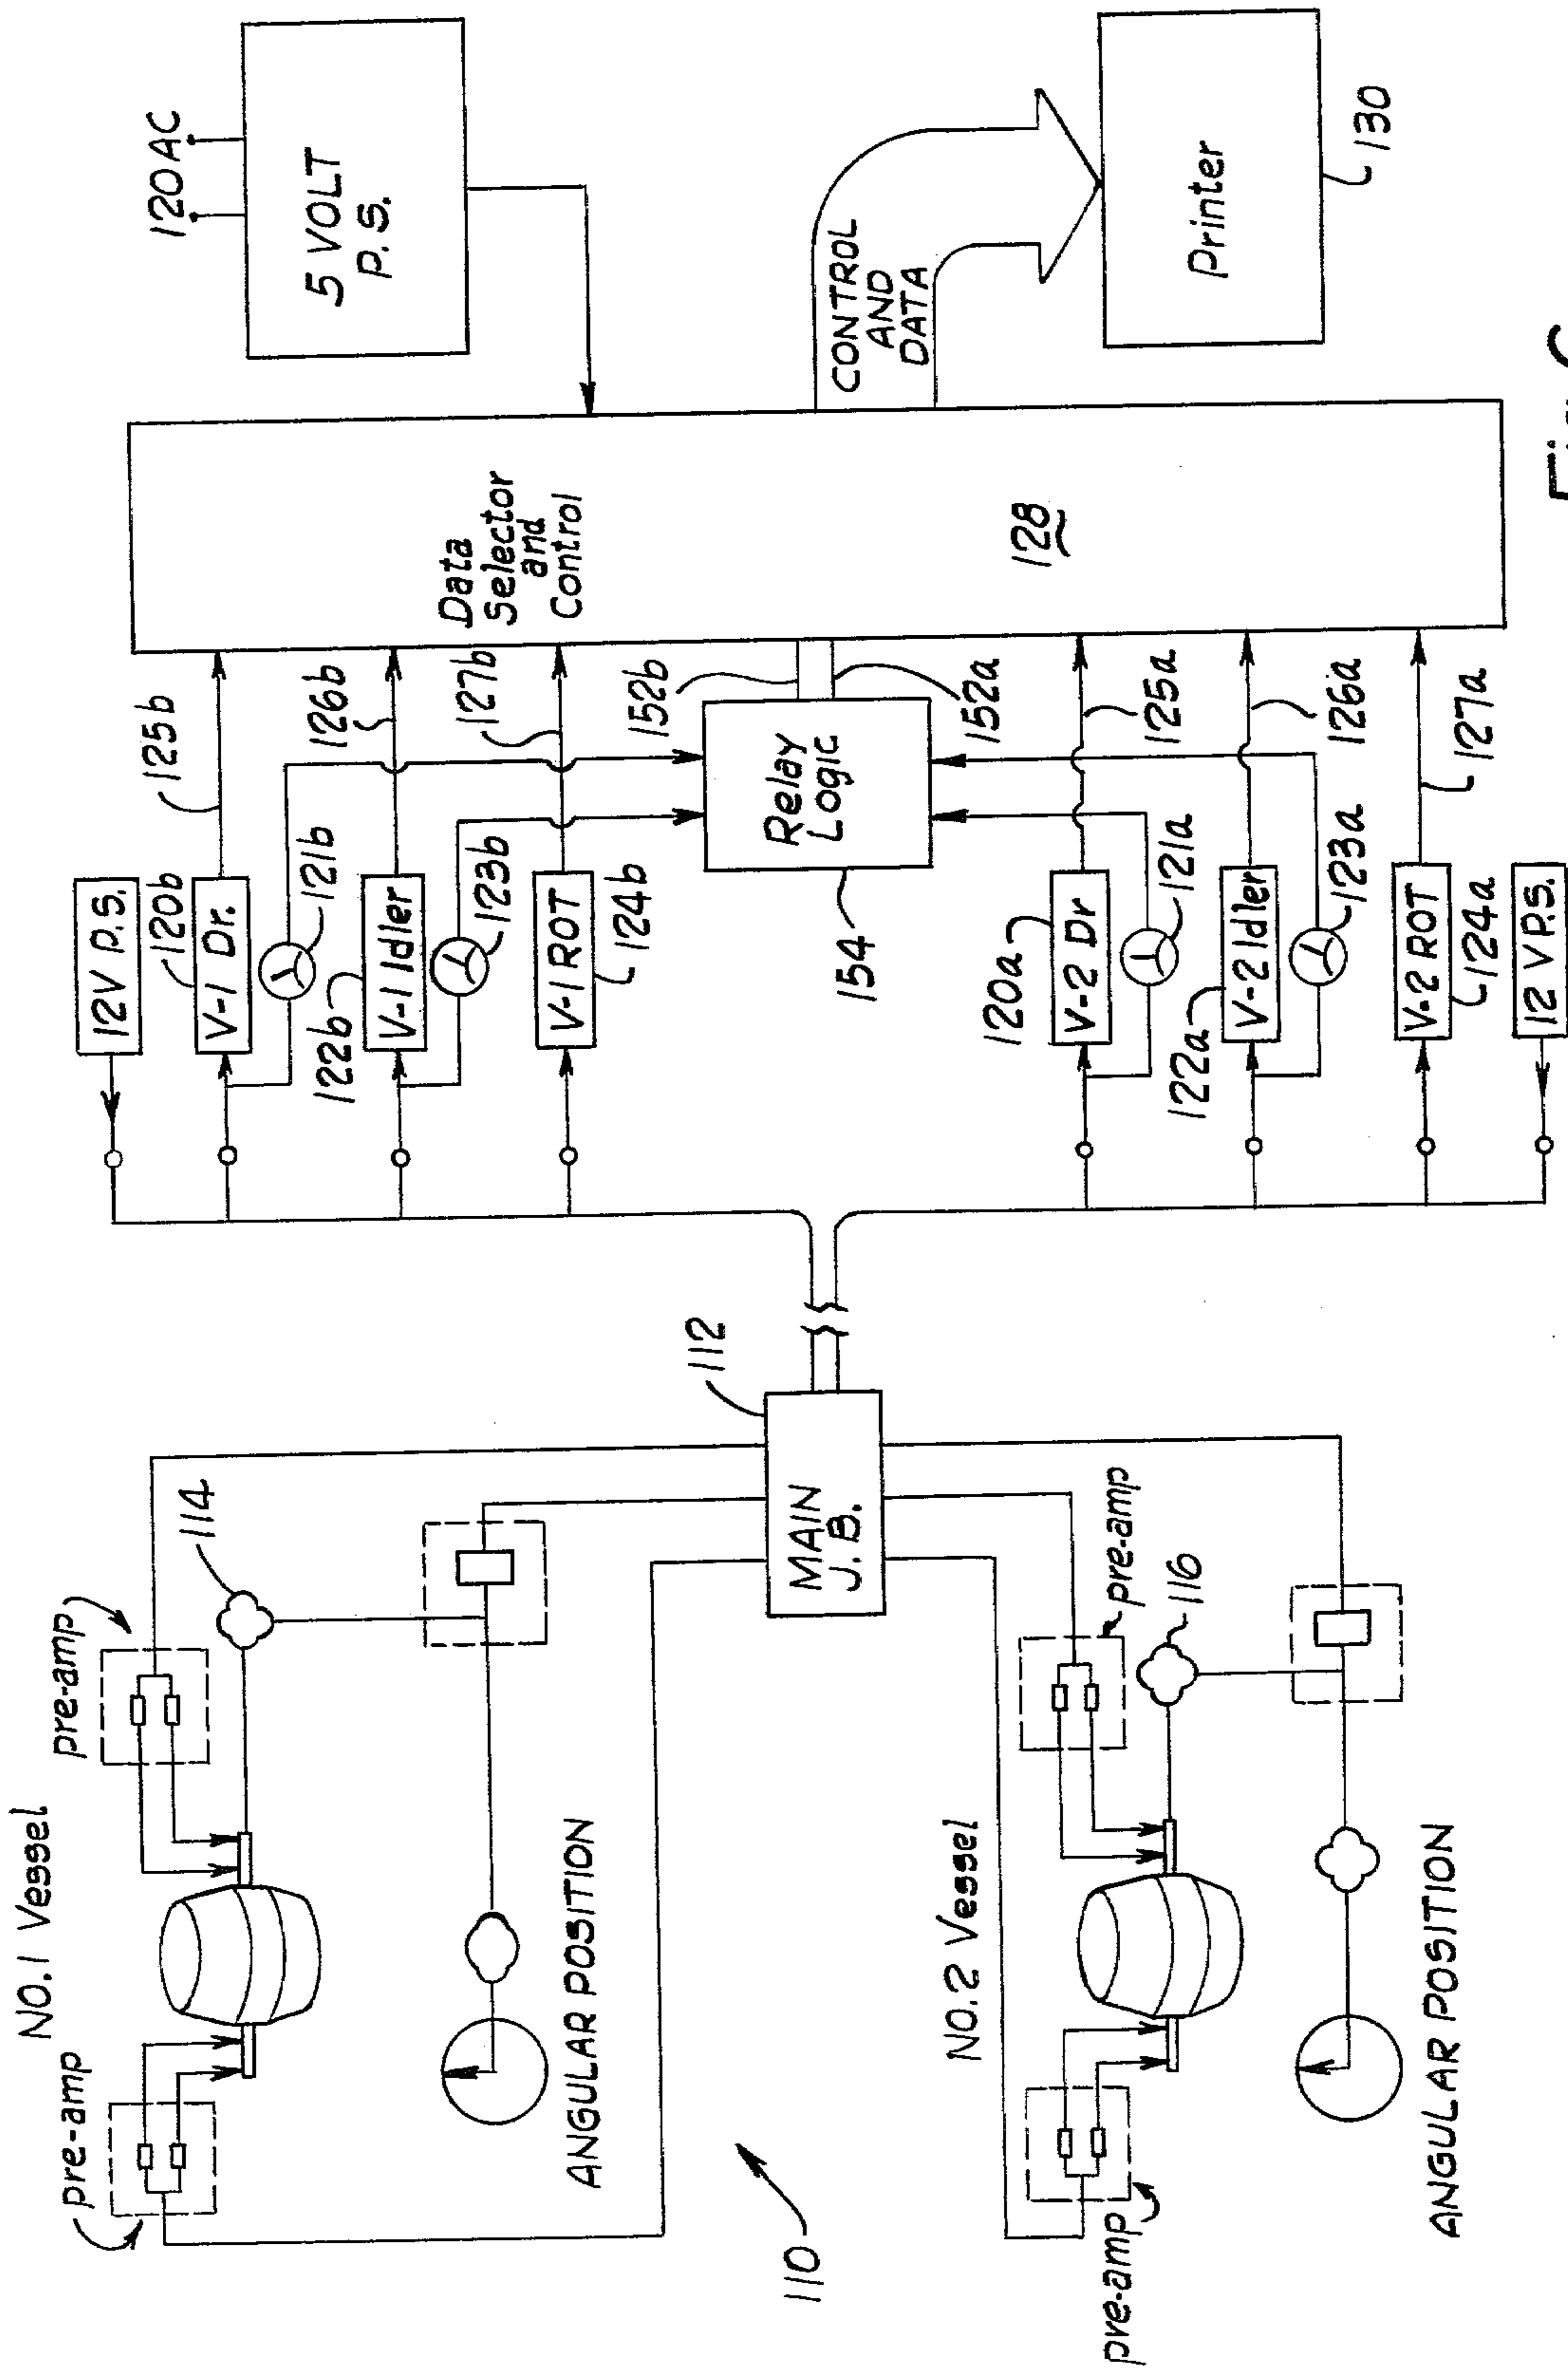 NO.1 Vessel
pre-amp
pre-amp
114
ANGULAR POSITION
110
112
MAIN
J.B.
NO.2 Vessel
pre-amp
pre-amp
116
ANGULAR POSITION
12V P.S.
120b
V-1 Dr.
121b
125b
122b
V-1 Idler
123b
126b
V-1 ROT
124b
127b
152b
Relay
Logic
154
152a
120a
V-2 Dr
121a
125a
122a
V-2 Idler
123a
126a
V-2 ROT
124a
127a
12 V P.S.
Data
Selector
and
Control
128
120 AC
5 VOLT
P.S.
CONTROL
AND
DATA
Printer
130